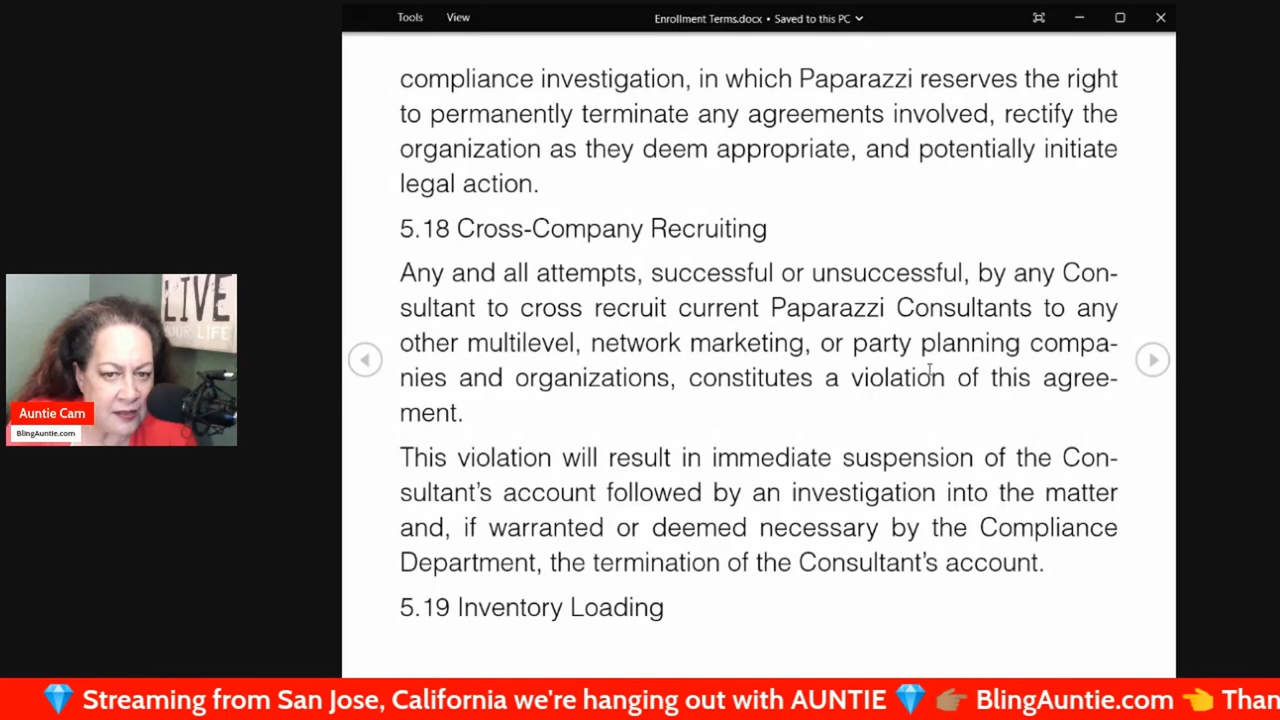 Tools View Enrollment Terms.docx • Saved to this PC
compliance investigation, in which Paparazzi reserves the right
to permanently terminate any agreements involved, rectify the
organization as they deem appropriate, and potentially initiate
legal action.
5.18 Cross-Company Recruiting
Any and all attempts, successful or unsuccessful, by any Con-
sultant to cross recruit current Paparazzi Consultants to any
other multilevel, network marketing, or party planning compa-
nies and organizations, constitutes a violation of this agree-
ment.
This violation will result in immediate suspension of the Con-
sultant's account followed by an investigation into the matter
and, if warranted or deemed necessary by the Compliance
Department, the termination of the Consultant's account.
5.19 Inventory Loading
LIVE
YOUR LIFE
Auntie Cam
BlingAuntie.com
💎 Streaming from San Jose, California we're hanging out with AUNTIE 💎 👉🏽 BlingAuntie.com 👈 Than